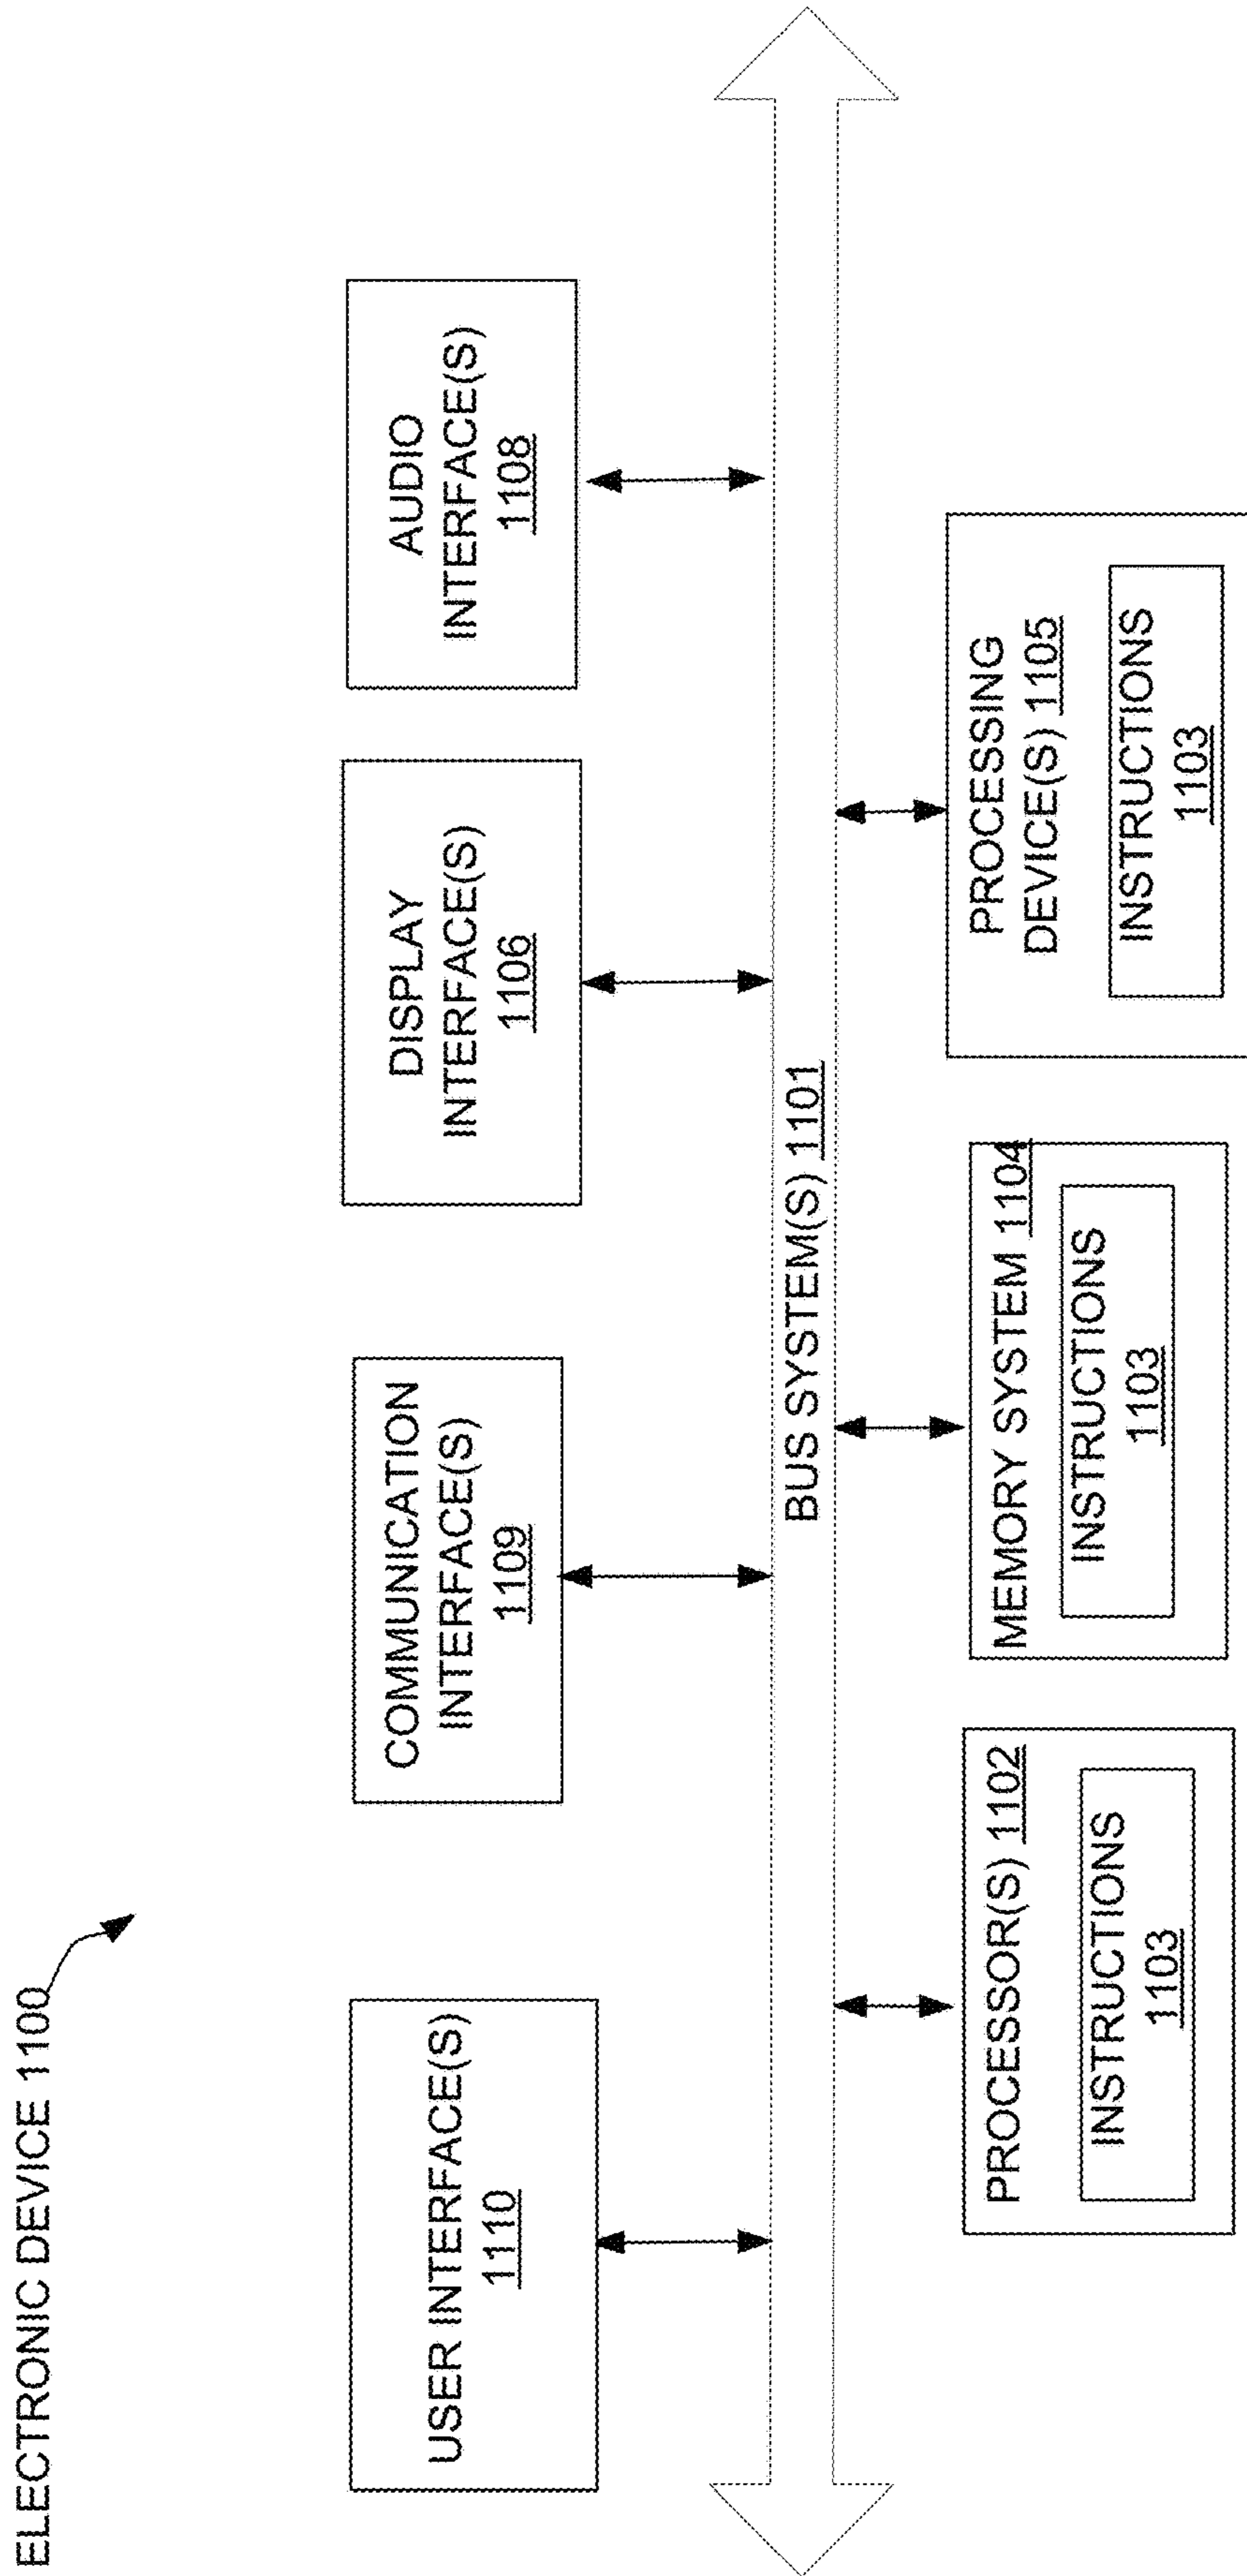 ELECTRONIC DEVICE 1100
USER INTERFACE(S)
1110
COMMUNICATION
INTERFACE(S)
1109
DISPLAY
INTERFACE(S)
1106
AUDIO
INTERFACE(S)
1108
BUS SYSTEM(S) 1101
PROCESSOR(S) 1102
INSTRUCTIONS
1103
MEMORY SYSTEM 1104
INSTRUCTIONS
1103
PROCESSING
DEVICE(S) 1105
INSTRUCTIONS
1103